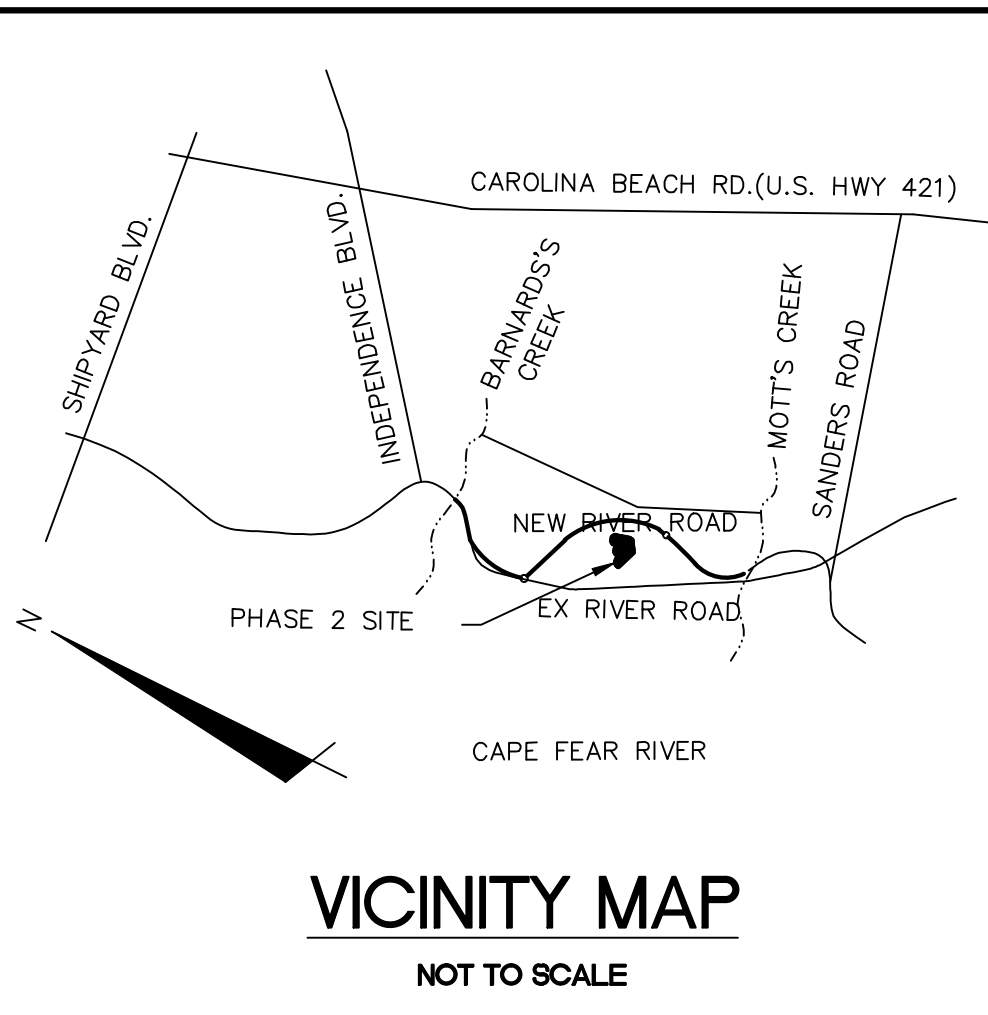 CAROLINA BEACH RD.(U.S. HWY 421)
SHIPYARD BLVD.
INDEPENDENCE BLVD.
BARNARDS'S
CREEK
MOTT'S CREEK
SANDERS ROAD
NEW RIVER ROAD
EX RIVER ROAD
PHASE 2 SITE
N
CAPE FEAR RIVER
VICINITY MAP
NOT TO SCALE